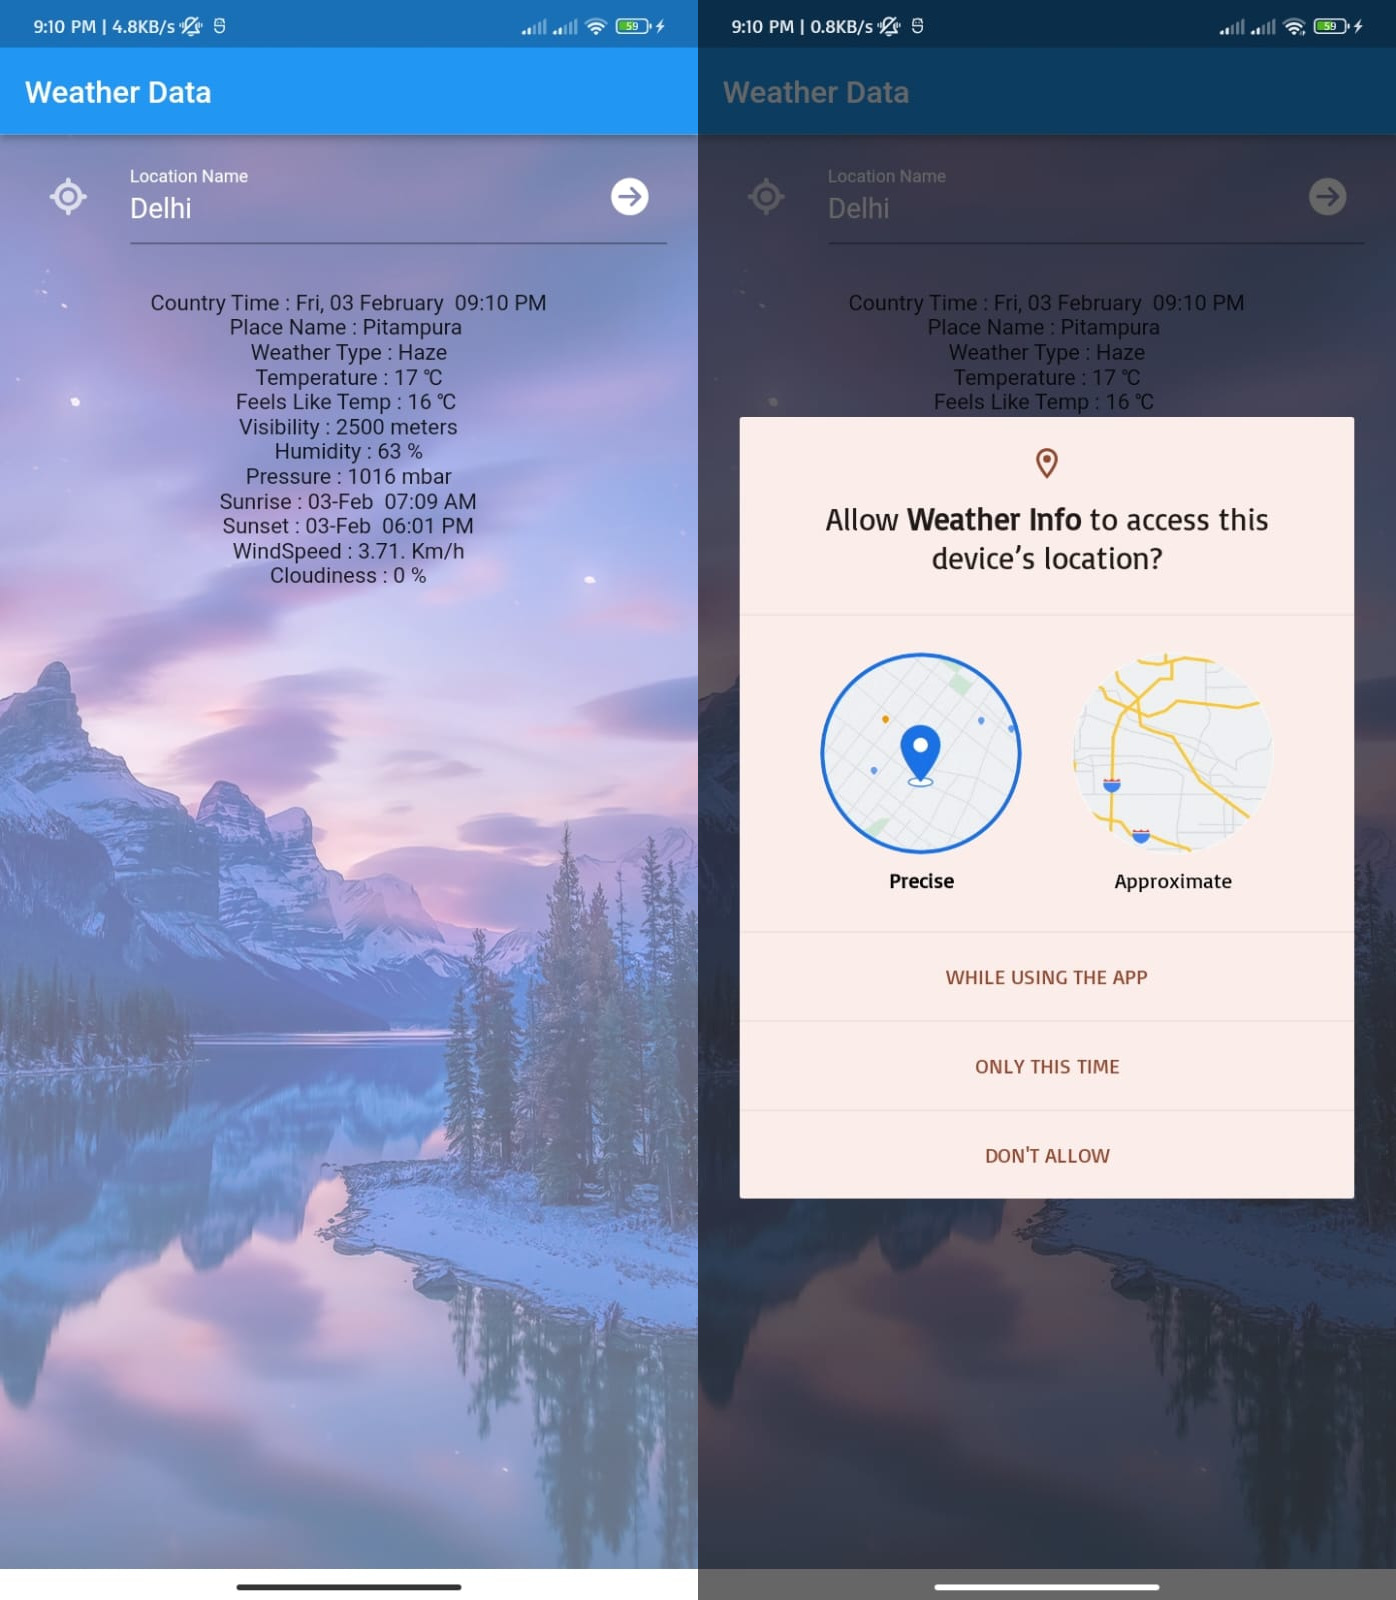 9:10 PM | 4.8KB/s
59
Weather Data
Location Name
Delhi
Country Time : Fri, 03 February  09:10 PM
Place Name : Pitampura
Weather Type : Haze
Temperature : 17 ℃
Feels Like Temp : 16 ℃
Visibility : 2500 meters
Humidity : 63 %
Pressure : 1016 mbar
Sunrise : 03-Feb  07:09 AM
Sunset : 03-Feb  06:01 PM
WindSpeed : 3.71. Km/h
Cloudiness : 0 %
9:10 PM | 0.8KB/s
59
Weather Data
Location Name
Delhi
Country Time : Fri, 03 February  09:10 PM
Place Name : Pitampura
Weather Type : Haze
Temperature : 17 ℃
Feels Like Temp : 16 ℃
Allow Weather Info to access this
device’s location?
Precise
Approximate
WHILE USING THE APP
ONLY THIS TIME
DON'T ALLOW